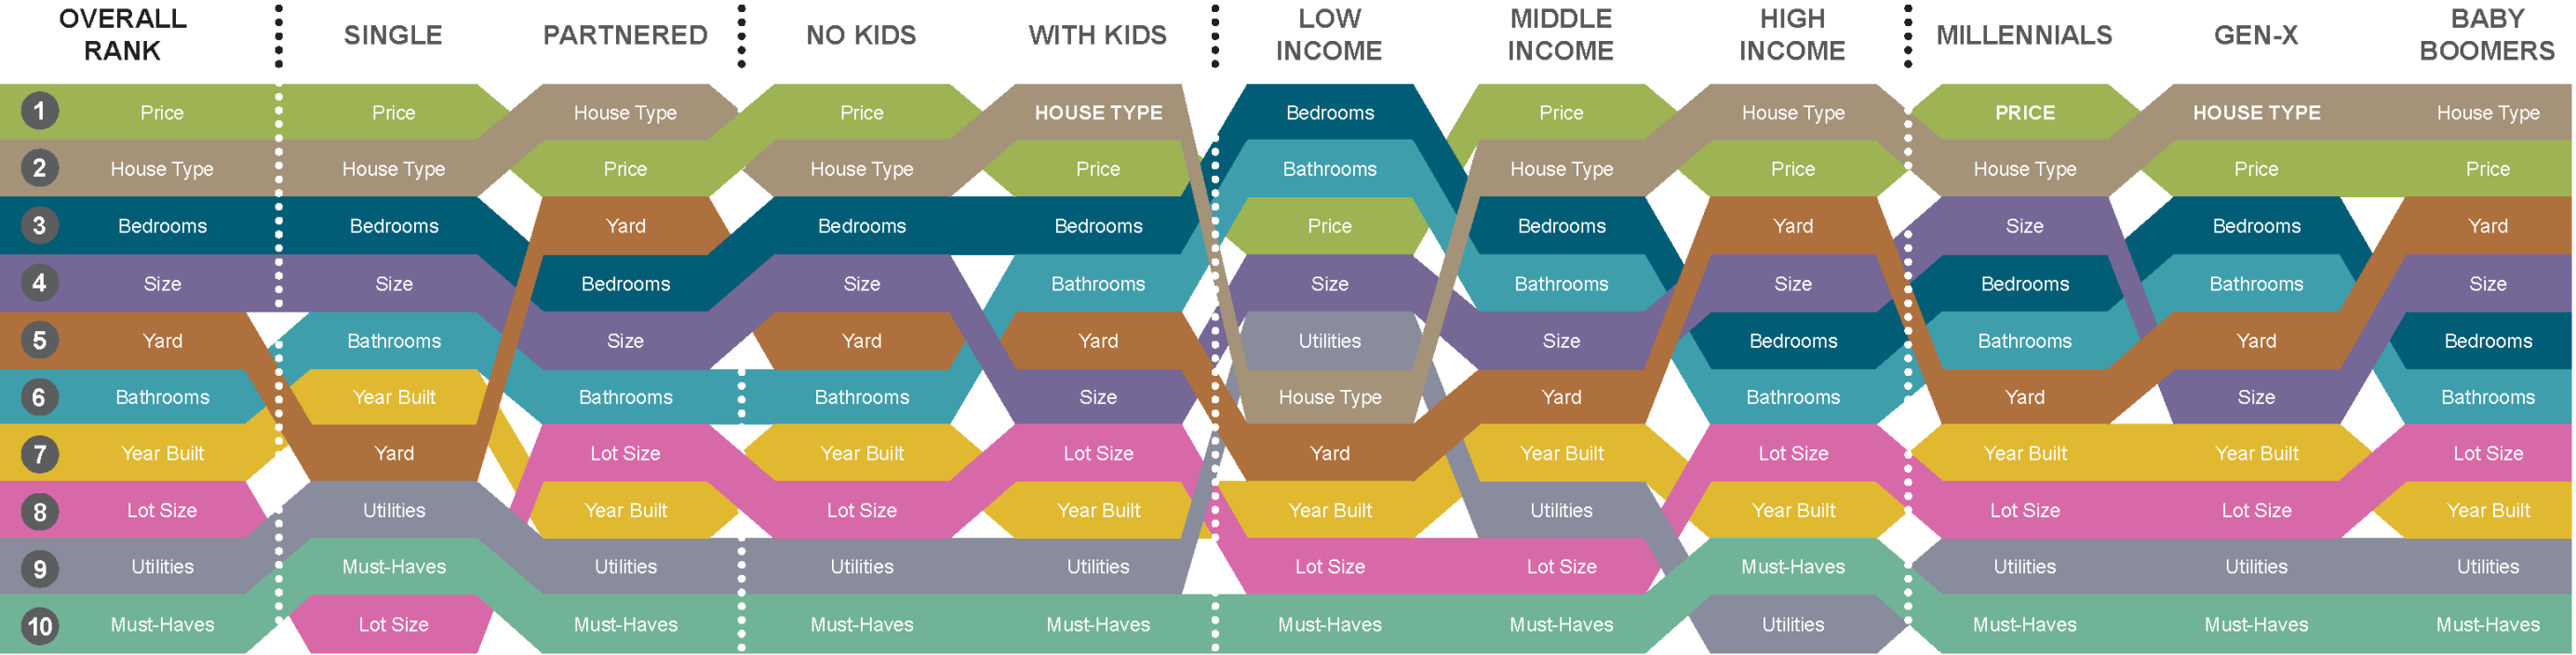 OVERALL RANK SINGLE PARTNERED NO KIDS WITH KIDS LOW INCOME MIDDLE INCOME HIGH INCOME MILLENNIALS GEN-X BABY BOOMERS
1 Price Price House Type Price HOUSE TYPE Bedrooms Price House Type PRICE HOUSE TYPE House Type
2 House Type House Type Price House Type Price Bathrooms House Type Price House Type Price Price
3 Bedrooms Bedrooms Yard Bedrooms Bedrooms Price Bedrooms Yard Size Bedrooms Yard
4 Size Size Bedrooms Size Bathrooms Size Bathrooms Size Bedrooms Bathrooms Size
5 Yard Bathrooms Size Yard Yard Utilities Size Bedrooms Bathrooms Yard Bedrooms
6 Bathrooms Year Built Bathrooms Bathrooms Size House Type Yard Bathrooms Yard Size Bathrooms
7 Year Built Yard Lot Size Year Built Lot Size Yard Year Built Lot Size Year Built Year Built Lot Size
8 Lot Size Utilities Year Built Lot Size Year Built Year Built Utilities Year Built Lot Size Lot Size Year Built
9 Utilities Must-Haves Utilities Utilities Utilities Lot Size Lot Size Must-Haves Utilities Utilities Utilities
10 Must-Haves Lot Size Must-Haves Must-Haves Must-Haves Must-Haves Must-Haves Utilities Must-Haves Must-Haves Must-Haves